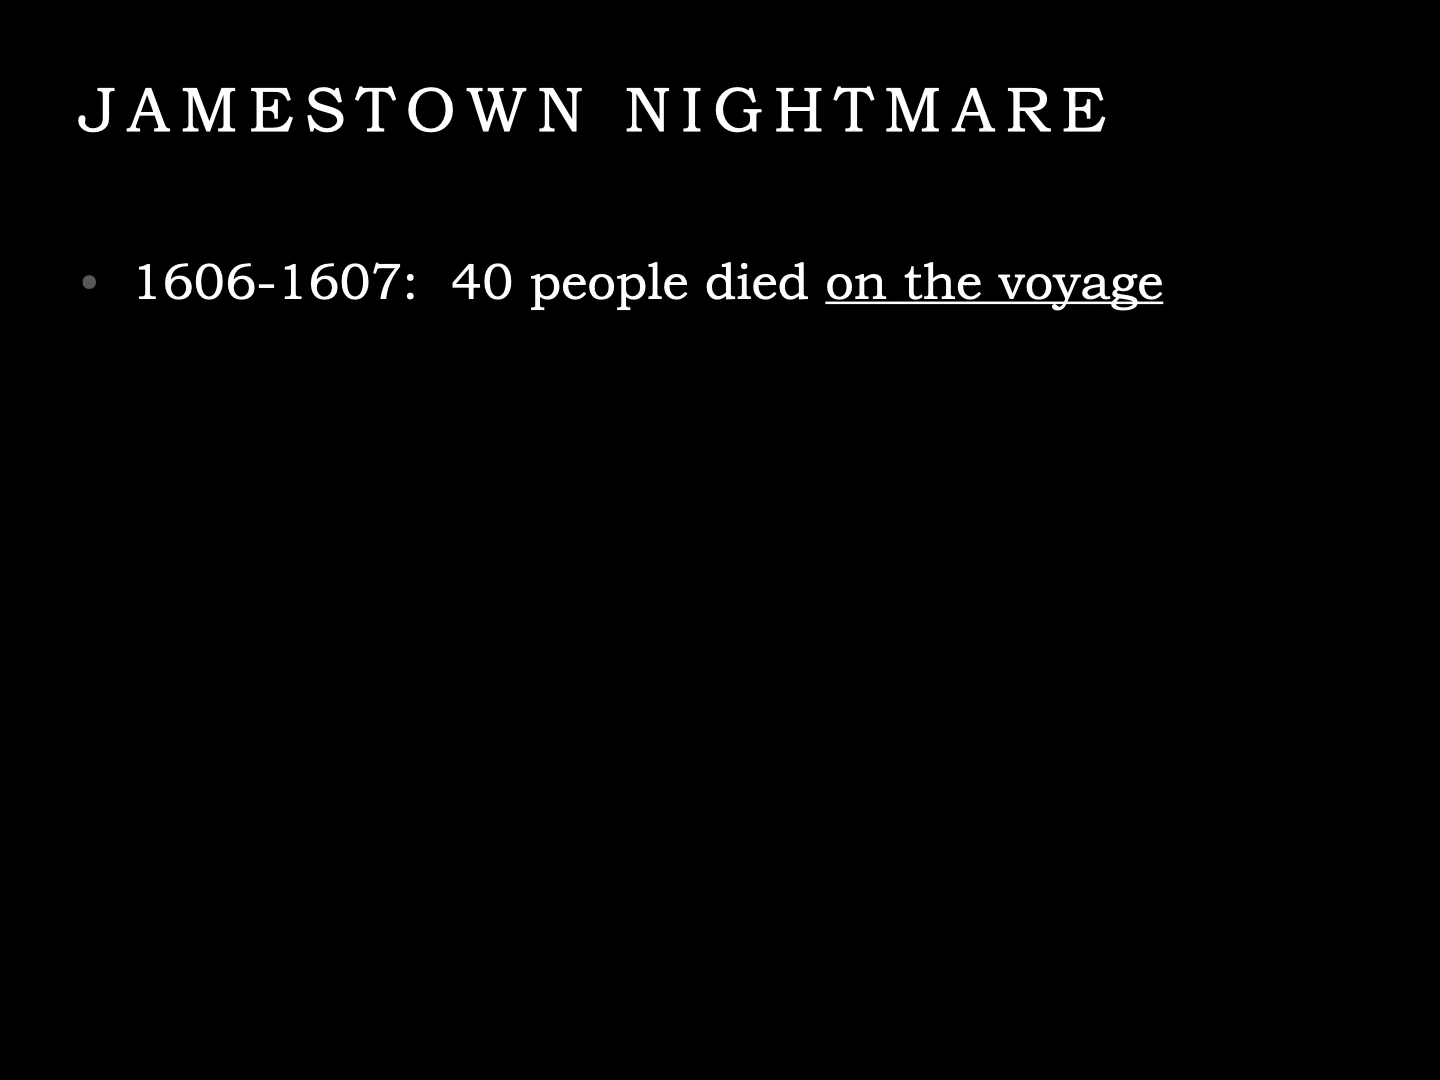 JAMESTOWN NIGHTMARE
• 1606-1607:  40 people died on the voyage